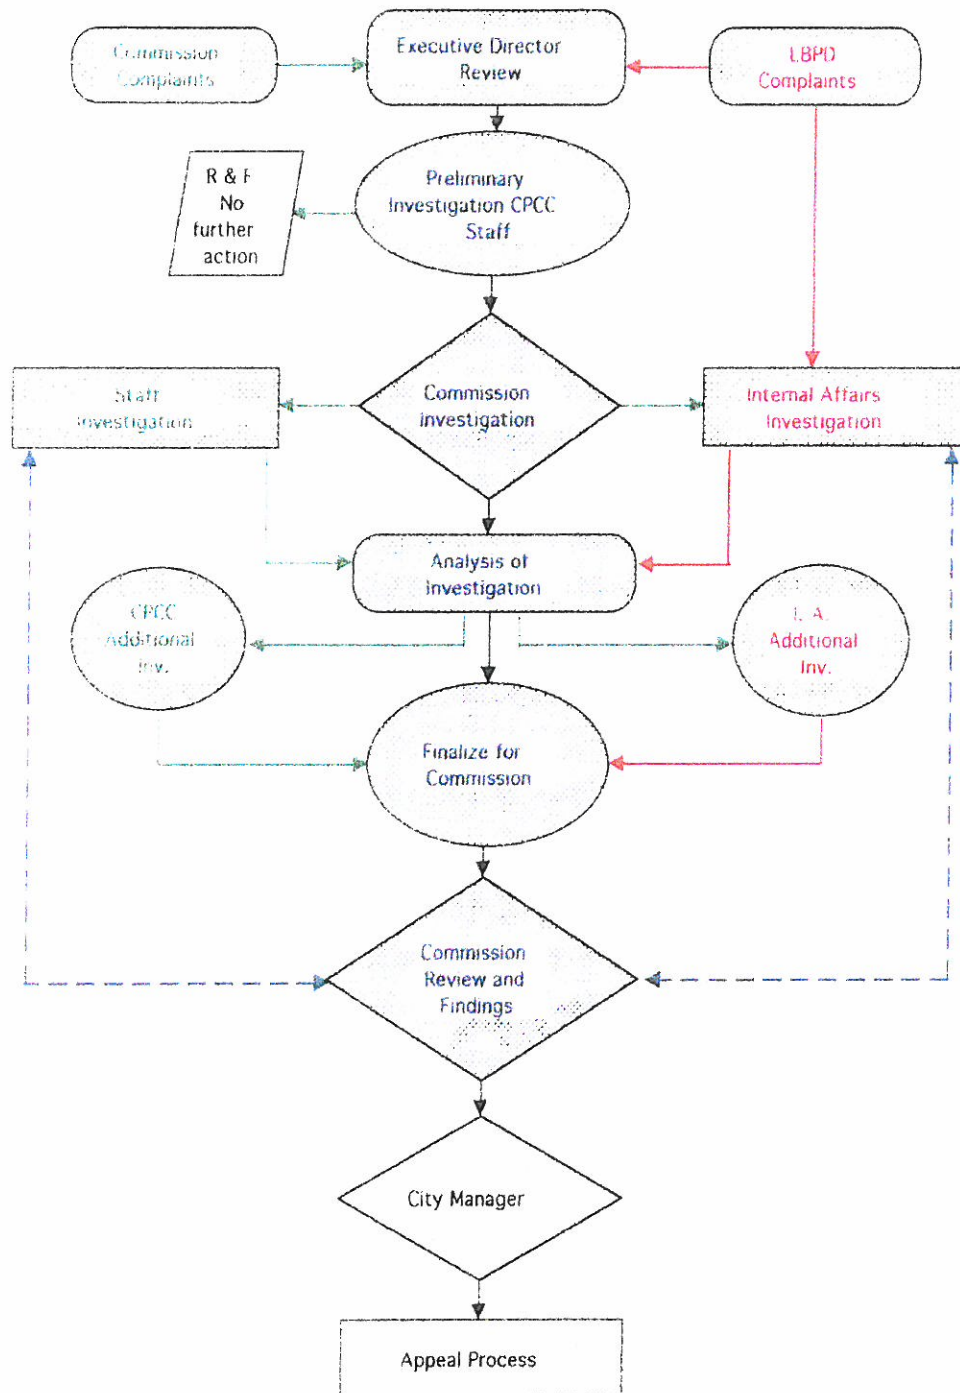 Commission
Complaints
Executive Director
Review
LBPD
Complaints
R & F
No
further
action
Preliminary
Investigation CPCC
Staff
Staff
Investigation
Commission
Investigation
Internal Affairs
Investigation
Analysis of
Investigation
CPCC
Additional
Inv.
I. A.
Additional
Inv.
Finalize for
Commission
Commission
Review and
Findings
City Manager
Appeal Process